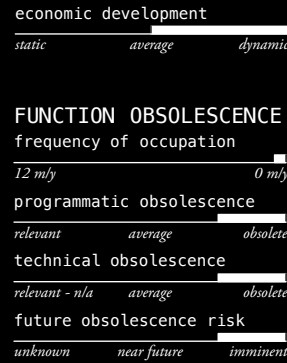 economic development
static average dynamic
FUNCTION OBSOLESCENCE
frequency of occupation
12 m/y 0 m/y
programmatic obsolescence
relevant average obsolete
technical obsolescence
relevant - n/a average obsolete
future obsolescence risk
unknown near future imminent